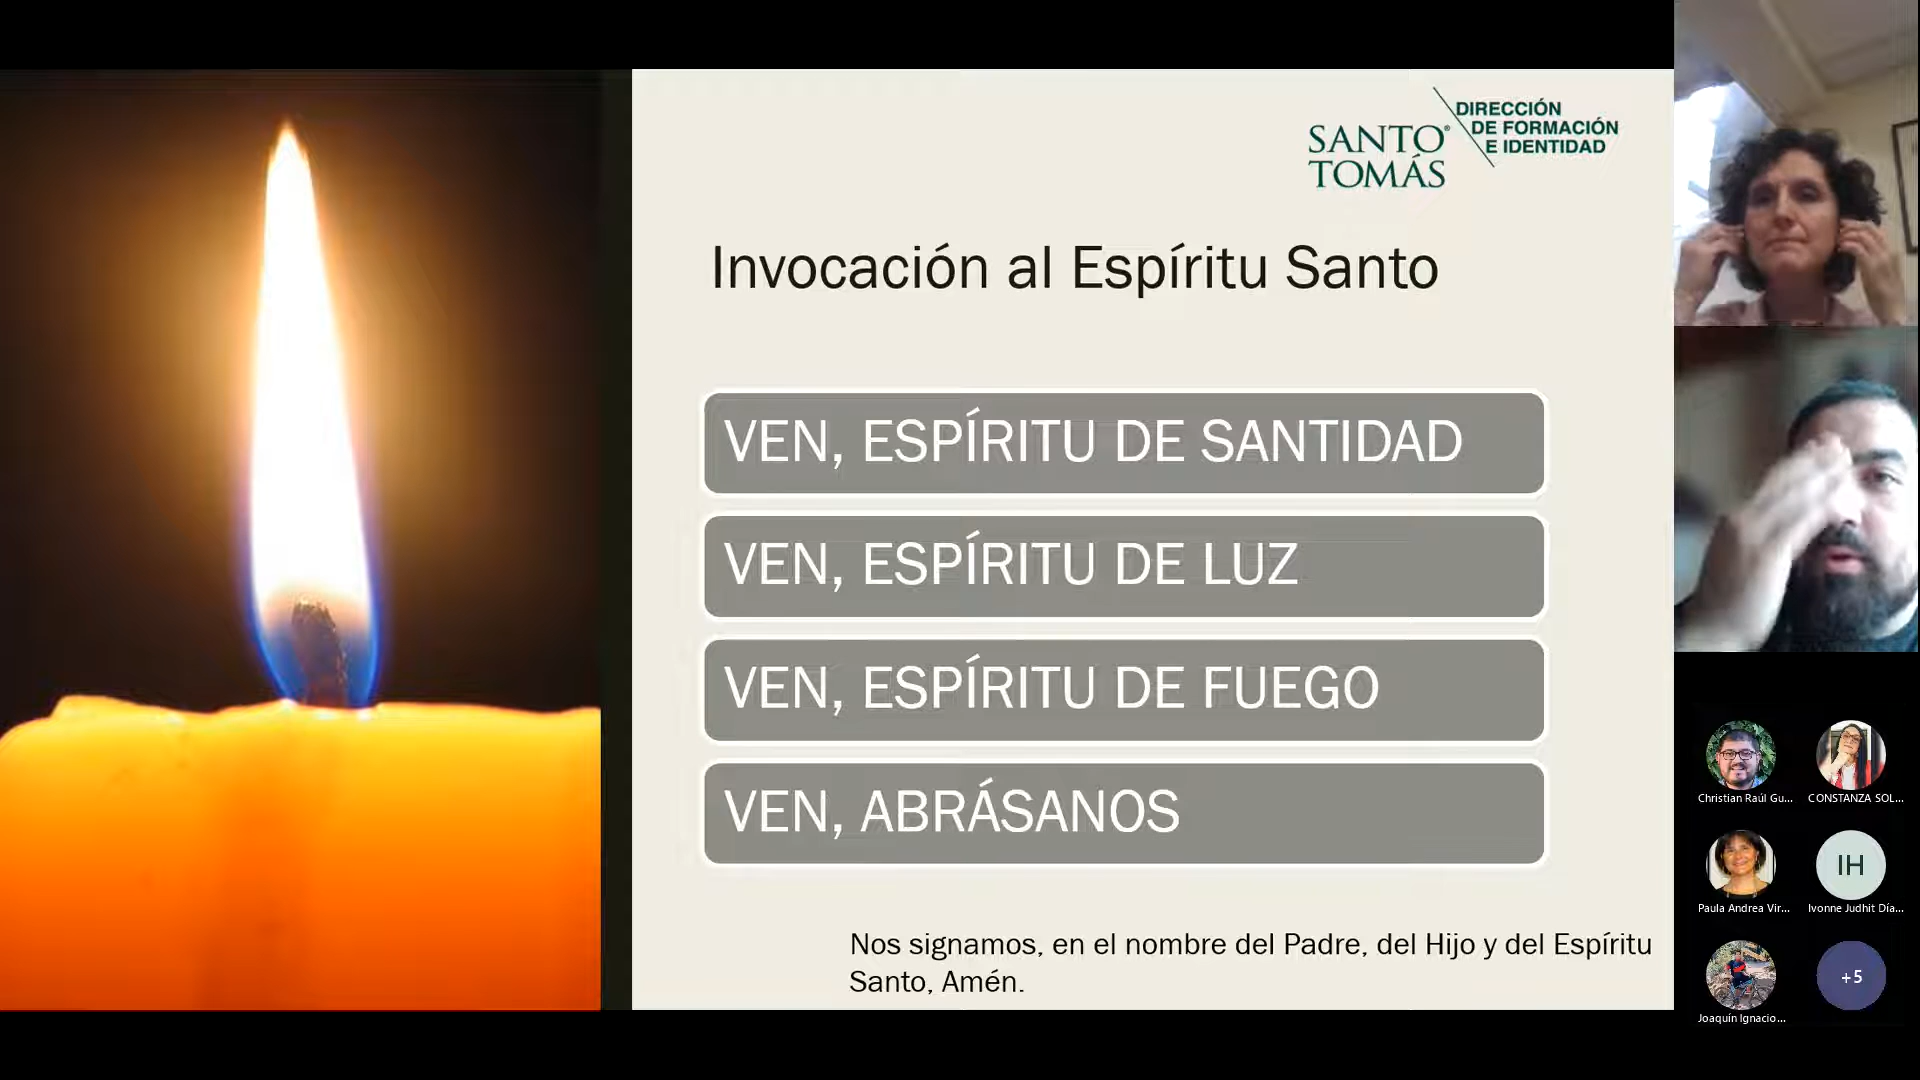 SANTO®
TOMÁS
DIRECCIÓN
DE FORMACIÓN
E IDENTIDAD
Invocación al Espíritu Santo
VEN, ESPÍRITU DE SANTIDAD
VEN, ESPÍRITU DE LUZ
VEN, ESPÍRITU DE FUEGO
VEN, ABRÁSANOS
Nos signamos, en el nombre del Padre, del Hijo y del Espíritu
Santo, Amén.
Christian Raúl Gu...
CONSTANZA SOL...
Paula Andrea Vir...
IH
Ivonne Judhit Día...
Joaquín Ignacio...
+5